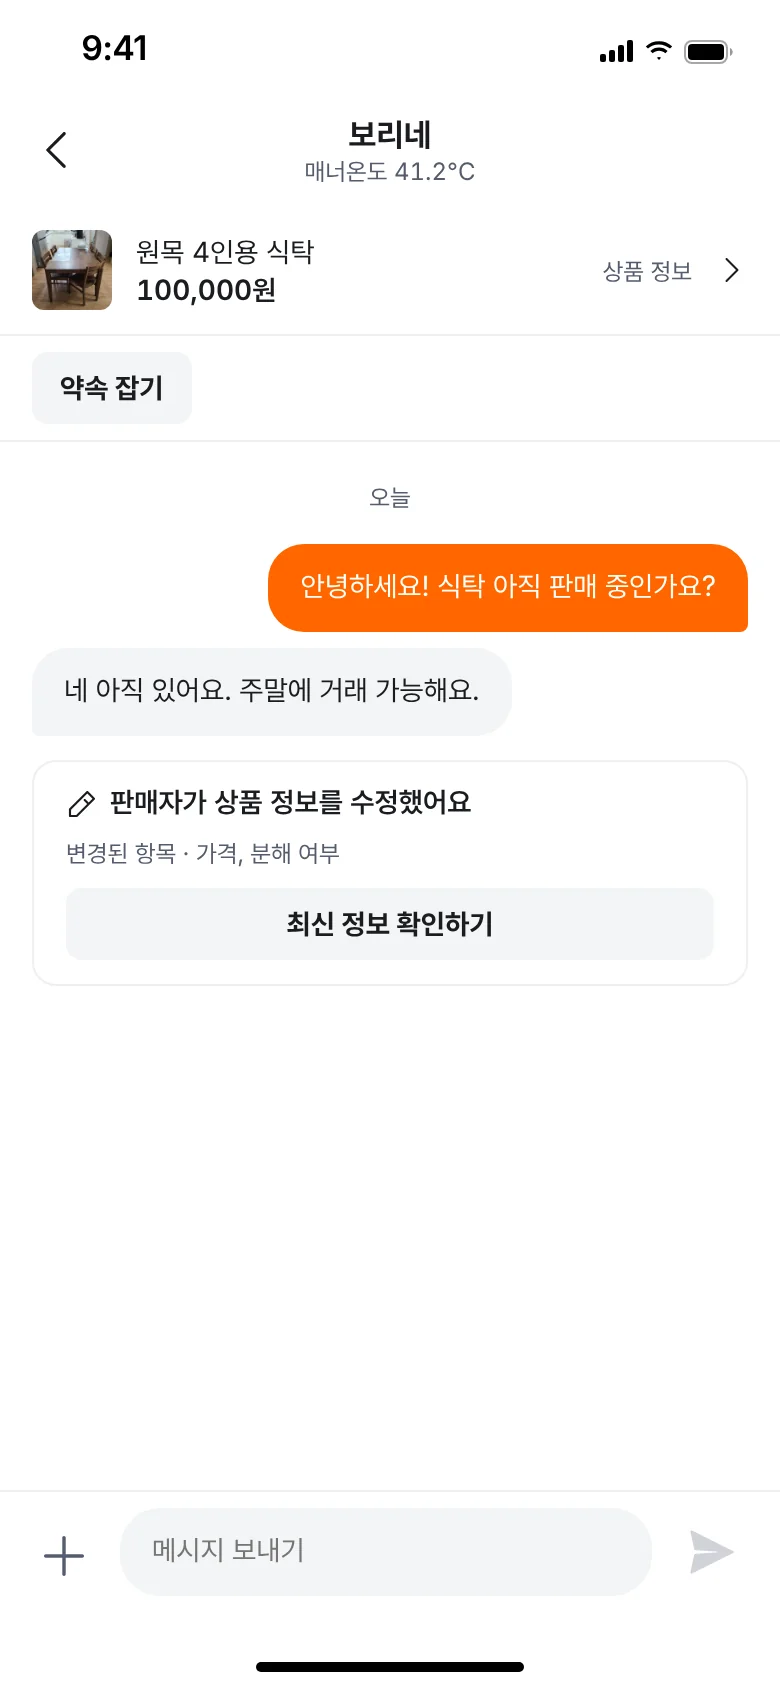 9:41
보리네
매너온도 41.2°C
원목 4인용 식탁
100,000원
상품 정보
약속 잡기
오늘
안녕하세요! 식탁 아직 판매 중인가요?
네 아직 있어요. 주말에 거래 가능해요.
판매자가 상품 정보를 수정했어요
변경된 항목 · 가격, 분해 여부
최신 정보 확인하기
메시지 보내기